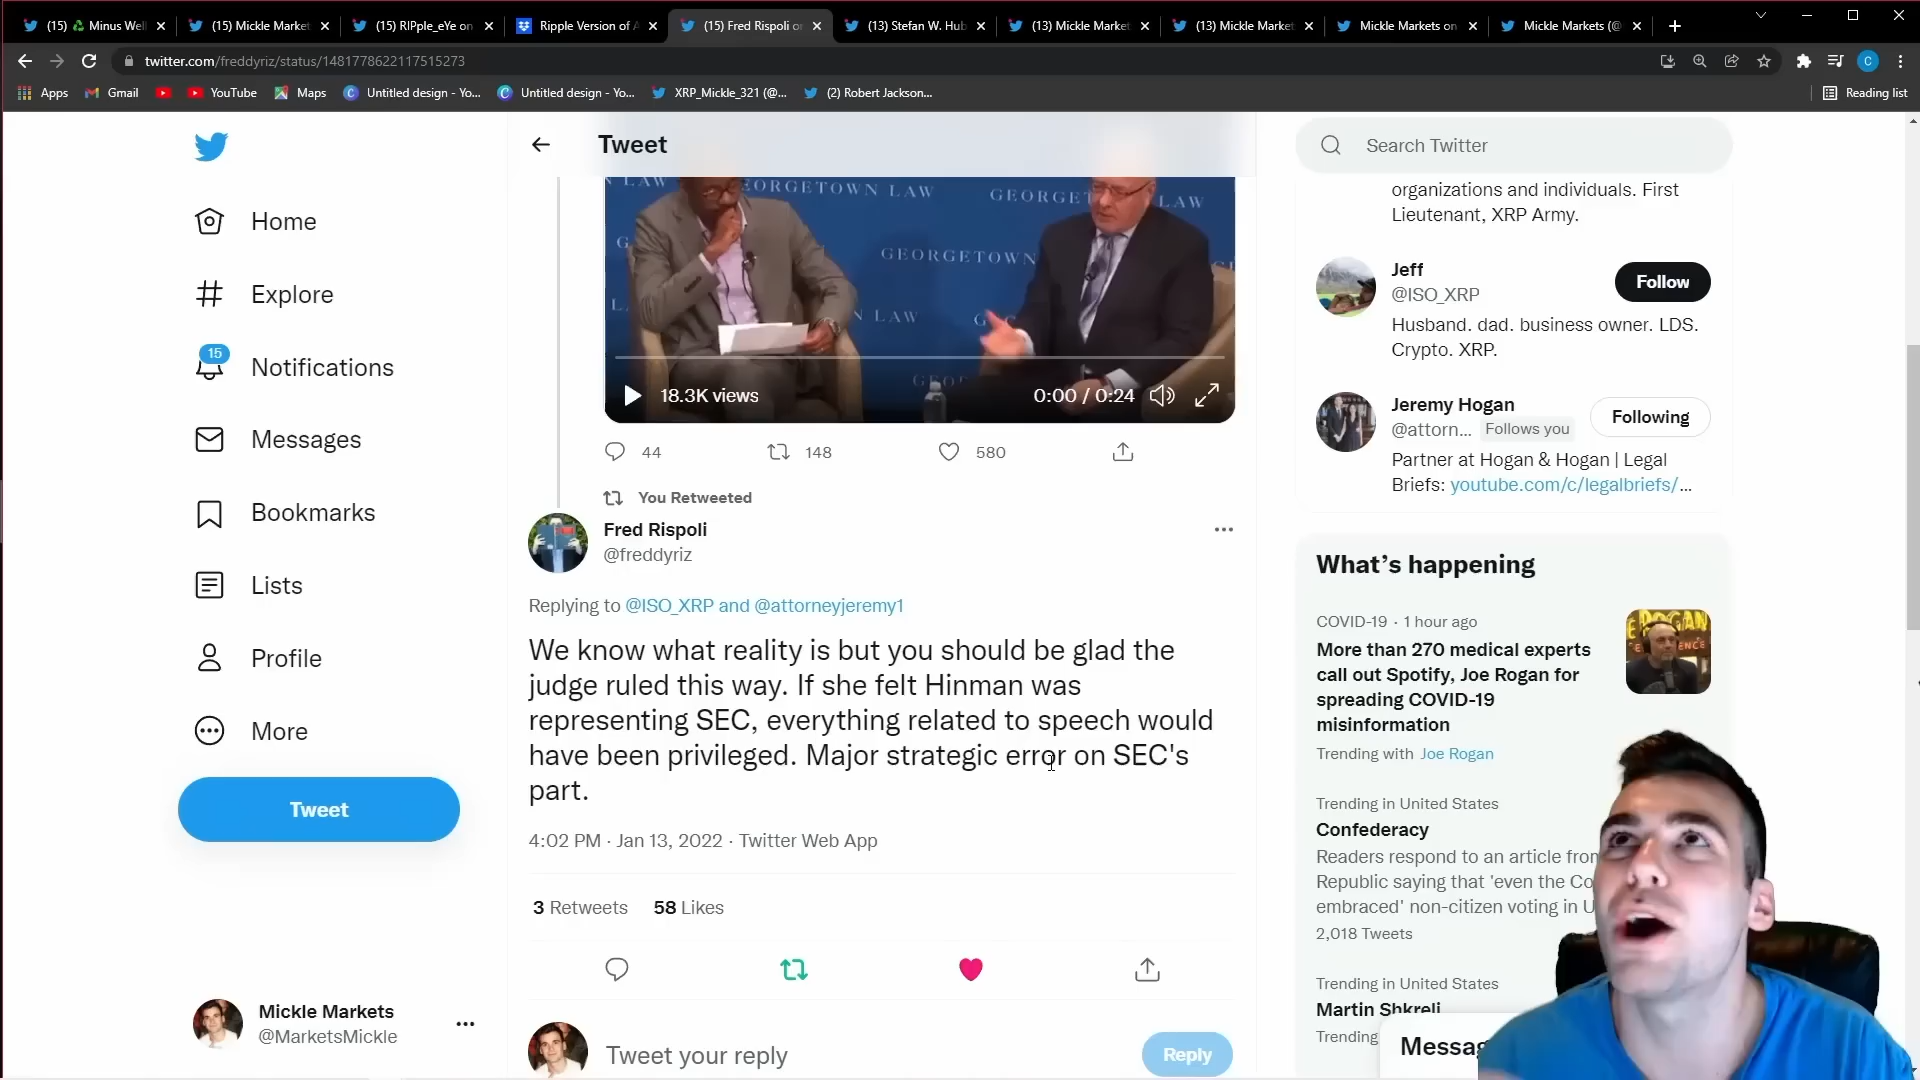 (15) ♻ Minus Wel
(15) Mickle Market
(15) RIPple_eYe on
Ripple Version of A
(15) Fred Rispoli or
(13) Stefan W. Hub
(13) Mickle Market
(13) Mickle Market
Mickle Markets on
Mickle Markets (@
twitter.com/freddyriz/status/1481778622117515273
Apps
Gmail
YouTube
Maps
Untitled design - Yo...
Untitled design - Yo...
XRP_Mickle_321 (@...
(2) Robert Jackson...
Reading list
Home
Explore
15
Notifications
Messages
Bookmarks
Lists
Profile
More
Tweet
Mickle Markets
@MarketsMickle
Tweet
GEORGETOWN LAW
GEORGETOWN LAW
GEORGETOWN
18.3K views
0:00 / 0:24
44
148
580
You Retweeted
Fred Rispoli
@freddyriz
Replying to @ISO_XRP and @attorneyjeremy1
We know what reality is but you should be glad the
judge ruled this way. If she felt Hinman was
representing SEC, everything related to speech would
have been privileged. Major strategic error on SEC's
part.
4:02 PM · Jan 13, 2022 · Twitter Web App
3 Retweets 58 Likes
Tweet your reply
Reply
Search Twitter
organizations and individuals. First
Lieutenant, XRP Army.
Jeff
@ISO_XRP
Follow
Husband. dad. business owner. LDS.
Crypto. XRP.
Jeremy Hogan
@attorn... Follows you
Following
Partner at Hogan & Hogan | Legal
Briefs: youtube.com/c/legalbriefs/...
What's happening
COVID-19 · 1 hour ago
More than 270 medical experts
call out Spotify, Joe Rogan for
spreading COVID-19
misinformation
Trending with Joe Rogan
Trending in United States
Confederacy
Readers respond to an article from
Republic saying that 'even the Co
embraced' non-citizen voting in U
2,018 Tweets
Trending in United States
Martin Shkreli
Trending
Messag
C